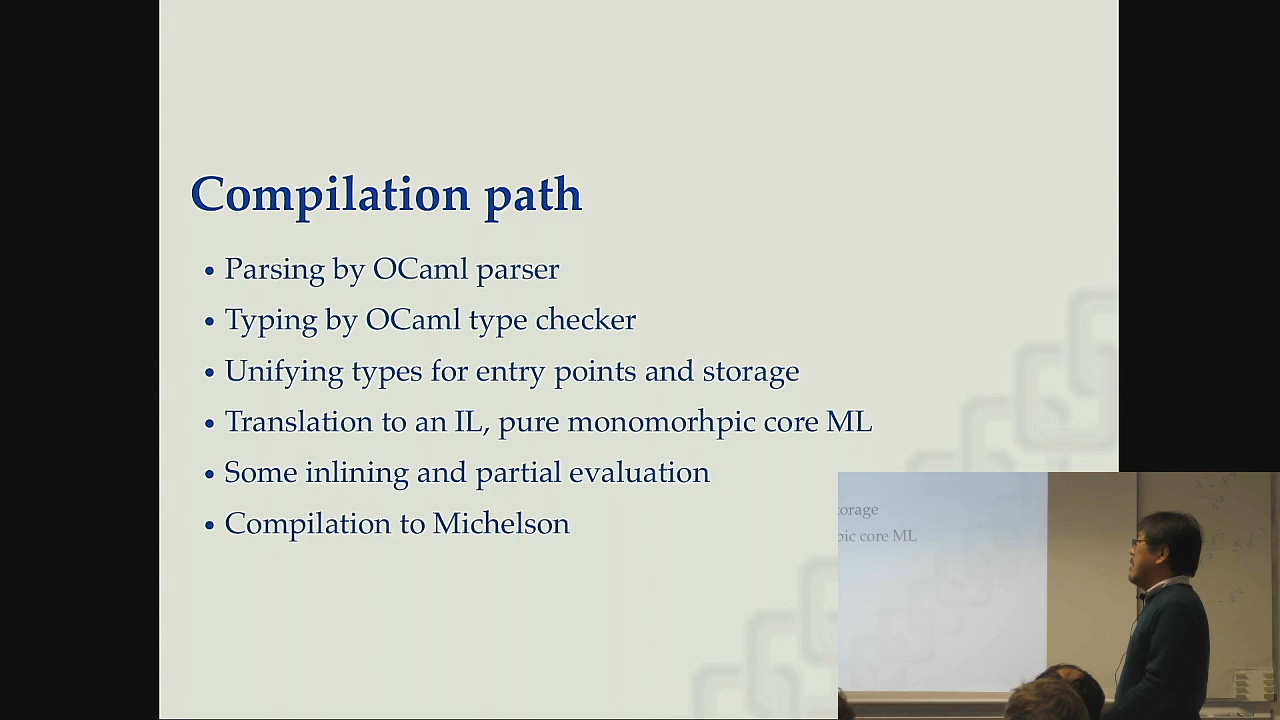 Compilation path
• Parsing by OCaml parser
• Typing by OCaml type checker
• Unifying types for entry points and storage
• Translation to an IL, pure monomorhpic core ML
• Some inlining and partial evaluation
• Compilation to Michelson
torage
pic core ML